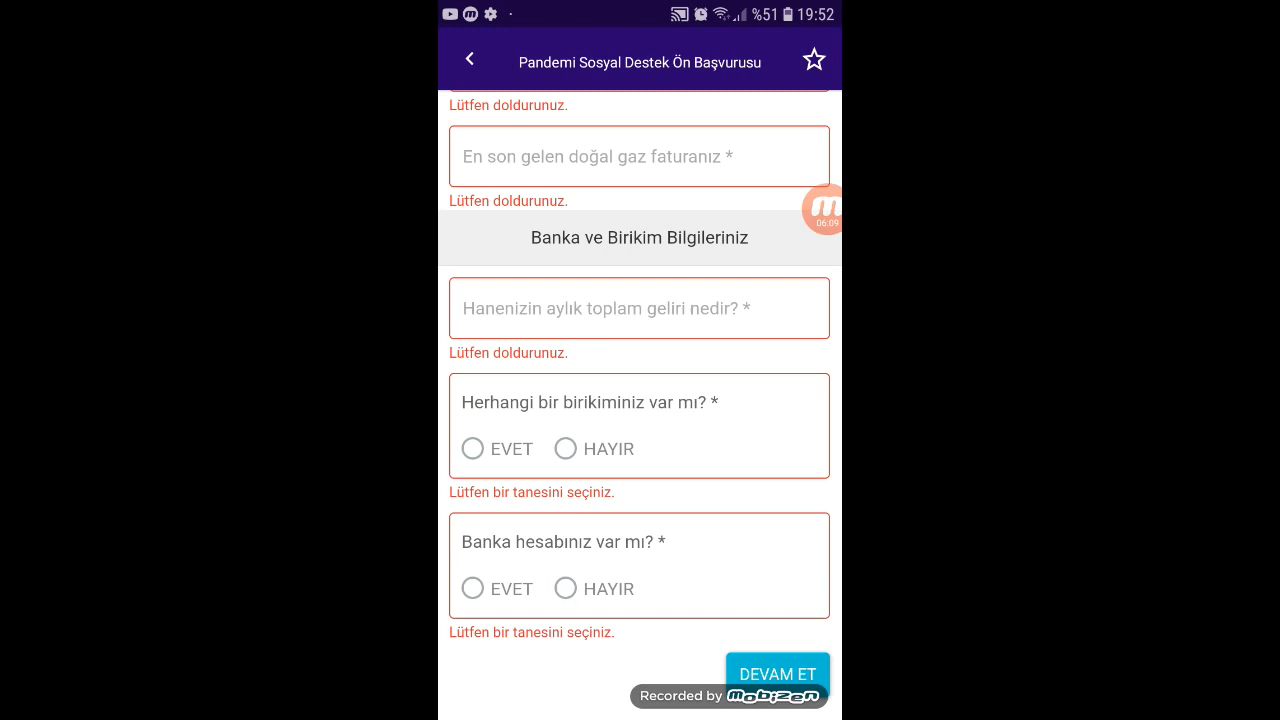 %51 19:52
Pandemi Sosyal Destek Ön Başvurusu
Lütfen doldurunuz.
En son gelen doğal gaz faturanız *
Lütfen doldurunuz.
06:09
Banka ve Birikim Bilgileriniz
Hanenizin aylık toplam geliri nedir? *
Lütfen doldurunuz.
Herhangi bir birikiminiz var mı? *
EVET HAYIR
Lütfen bir tanesini seçiniz.
Banka hesabınız var mı? *
EVET HAYIR
Lütfen bir tanesini seçiniz.
DEVAM ET
Recorded by mobizen